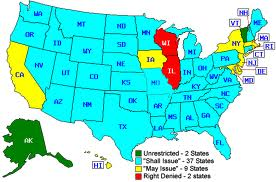 NH
VT
WA
MT
ND
MN
ME
OR
ID
SD
WI
MI
NY
MA
RI
CT
WY
IA
PA
NJ
DE
MD
NE
NV
UT
CO
IL
IN
OH
WV
VA
CA
KS
MO
KY
NC
TN
AZ
NM
OK
AR
SC
MS
AL
GA
TX
LA
FL
AK
HI
Unrestricted - 2 States
"Shall Issue" - 37 States
"May Issue" - 9 States
Right Denied - 2 states